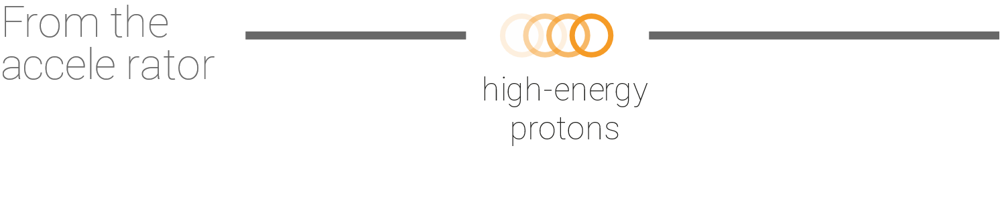 From the
accele rator
high-energy
protons